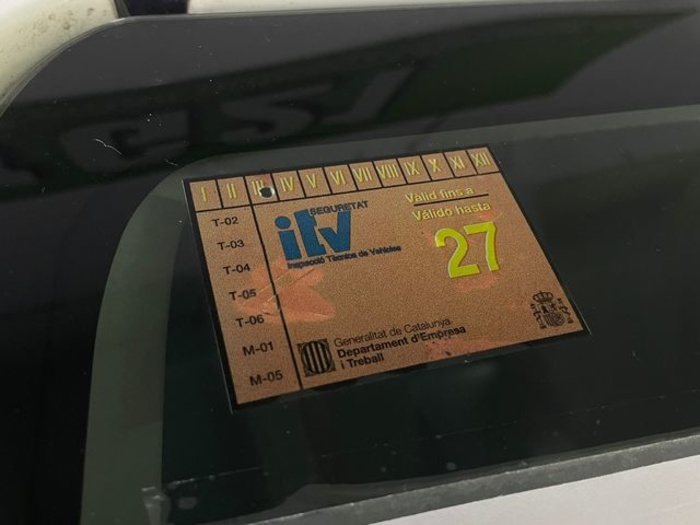 GSI
I II III IV V VI VII VIII IX X XI XII
T-02
T-03
T-04
T-05
T-06
M-01
M-05
SEGURETAT
itv
Inspecció Tècnica de Vehicles
Vàlid fins a
Válido hasta
27
Generalitat de Catalunya
Departament d'Empresa
i Treball